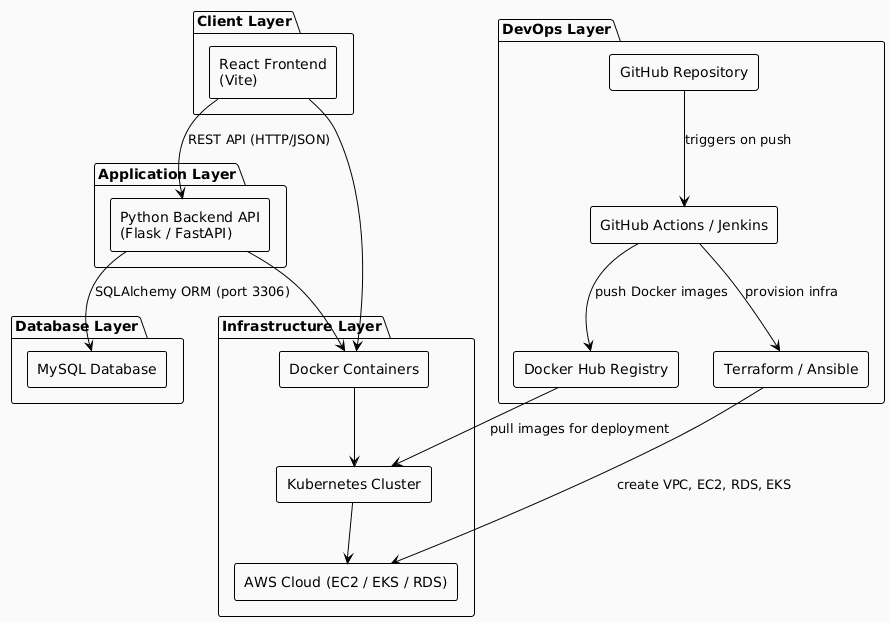 Client Layer
React Frontend
(Vite)
REST API (HTTP/JSON)
Application Layer
Python Backend API
(Flask / FastAPI)
SQLAlchemy ORM (port 3306)
Database Layer
MySQL Database
Infrastructure Layer
Docker Containers
Kubernetes Cluster
AWS Cloud (EC2 / EKS / RDS)
DevOps Layer
GitHub Repository
triggers on push
GitHub Actions / Jenkins
push Docker images
provision infra
Docker Hub Registry
Terraform / Ansible
pull images for deployment
create VPC, EC2, RDS, EKS